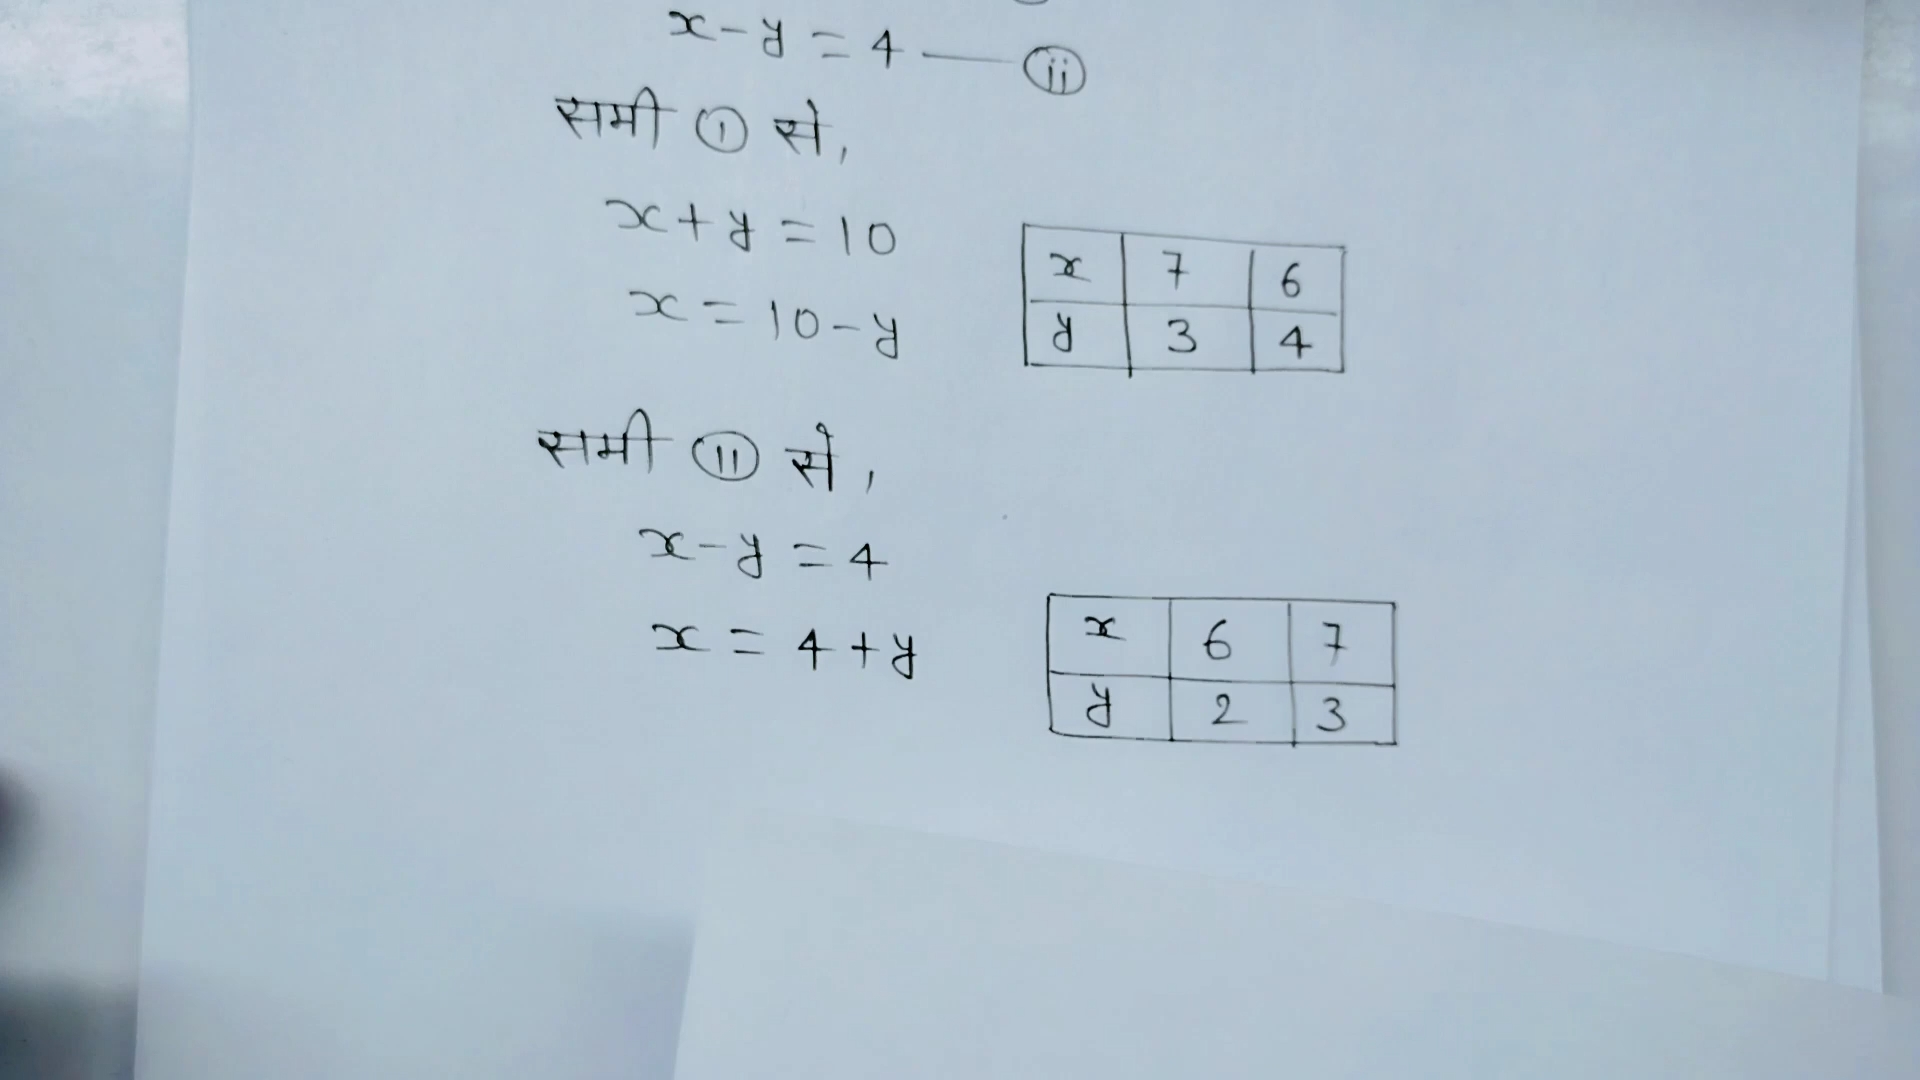 x-y = 4 — (ii)
समी (i) से,
x+y = 10
x = 10-y
x 7 6
y 3 4
समी (ii) से,
x-y = 4
x = 4+y
x 6 7
y 2 3